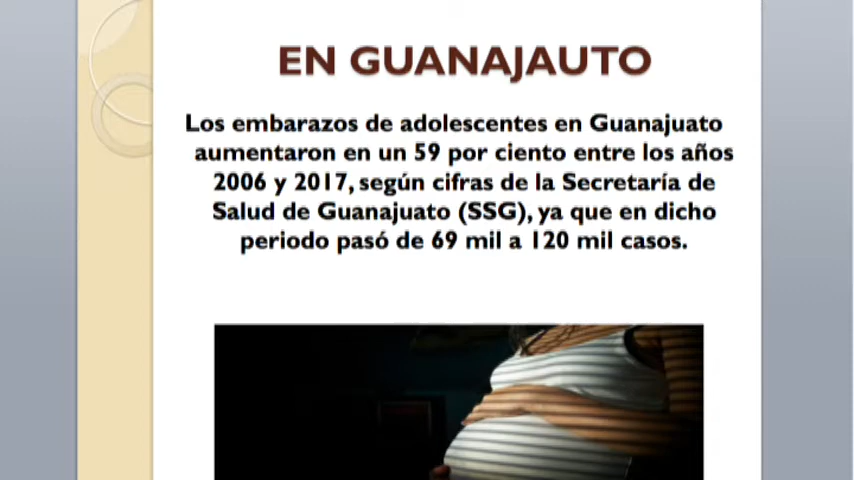 EN GUANAJAUTO
Los embarazos de adolescentes en Guanajuato
aumentaron en un 59 por ciento entre los años
2006 y 2017, según cifras de la Secretaría de
Salud de Guanajuato (SSG), ya que en dicho
periodo pasó de 69 mil a 120 mil casos.